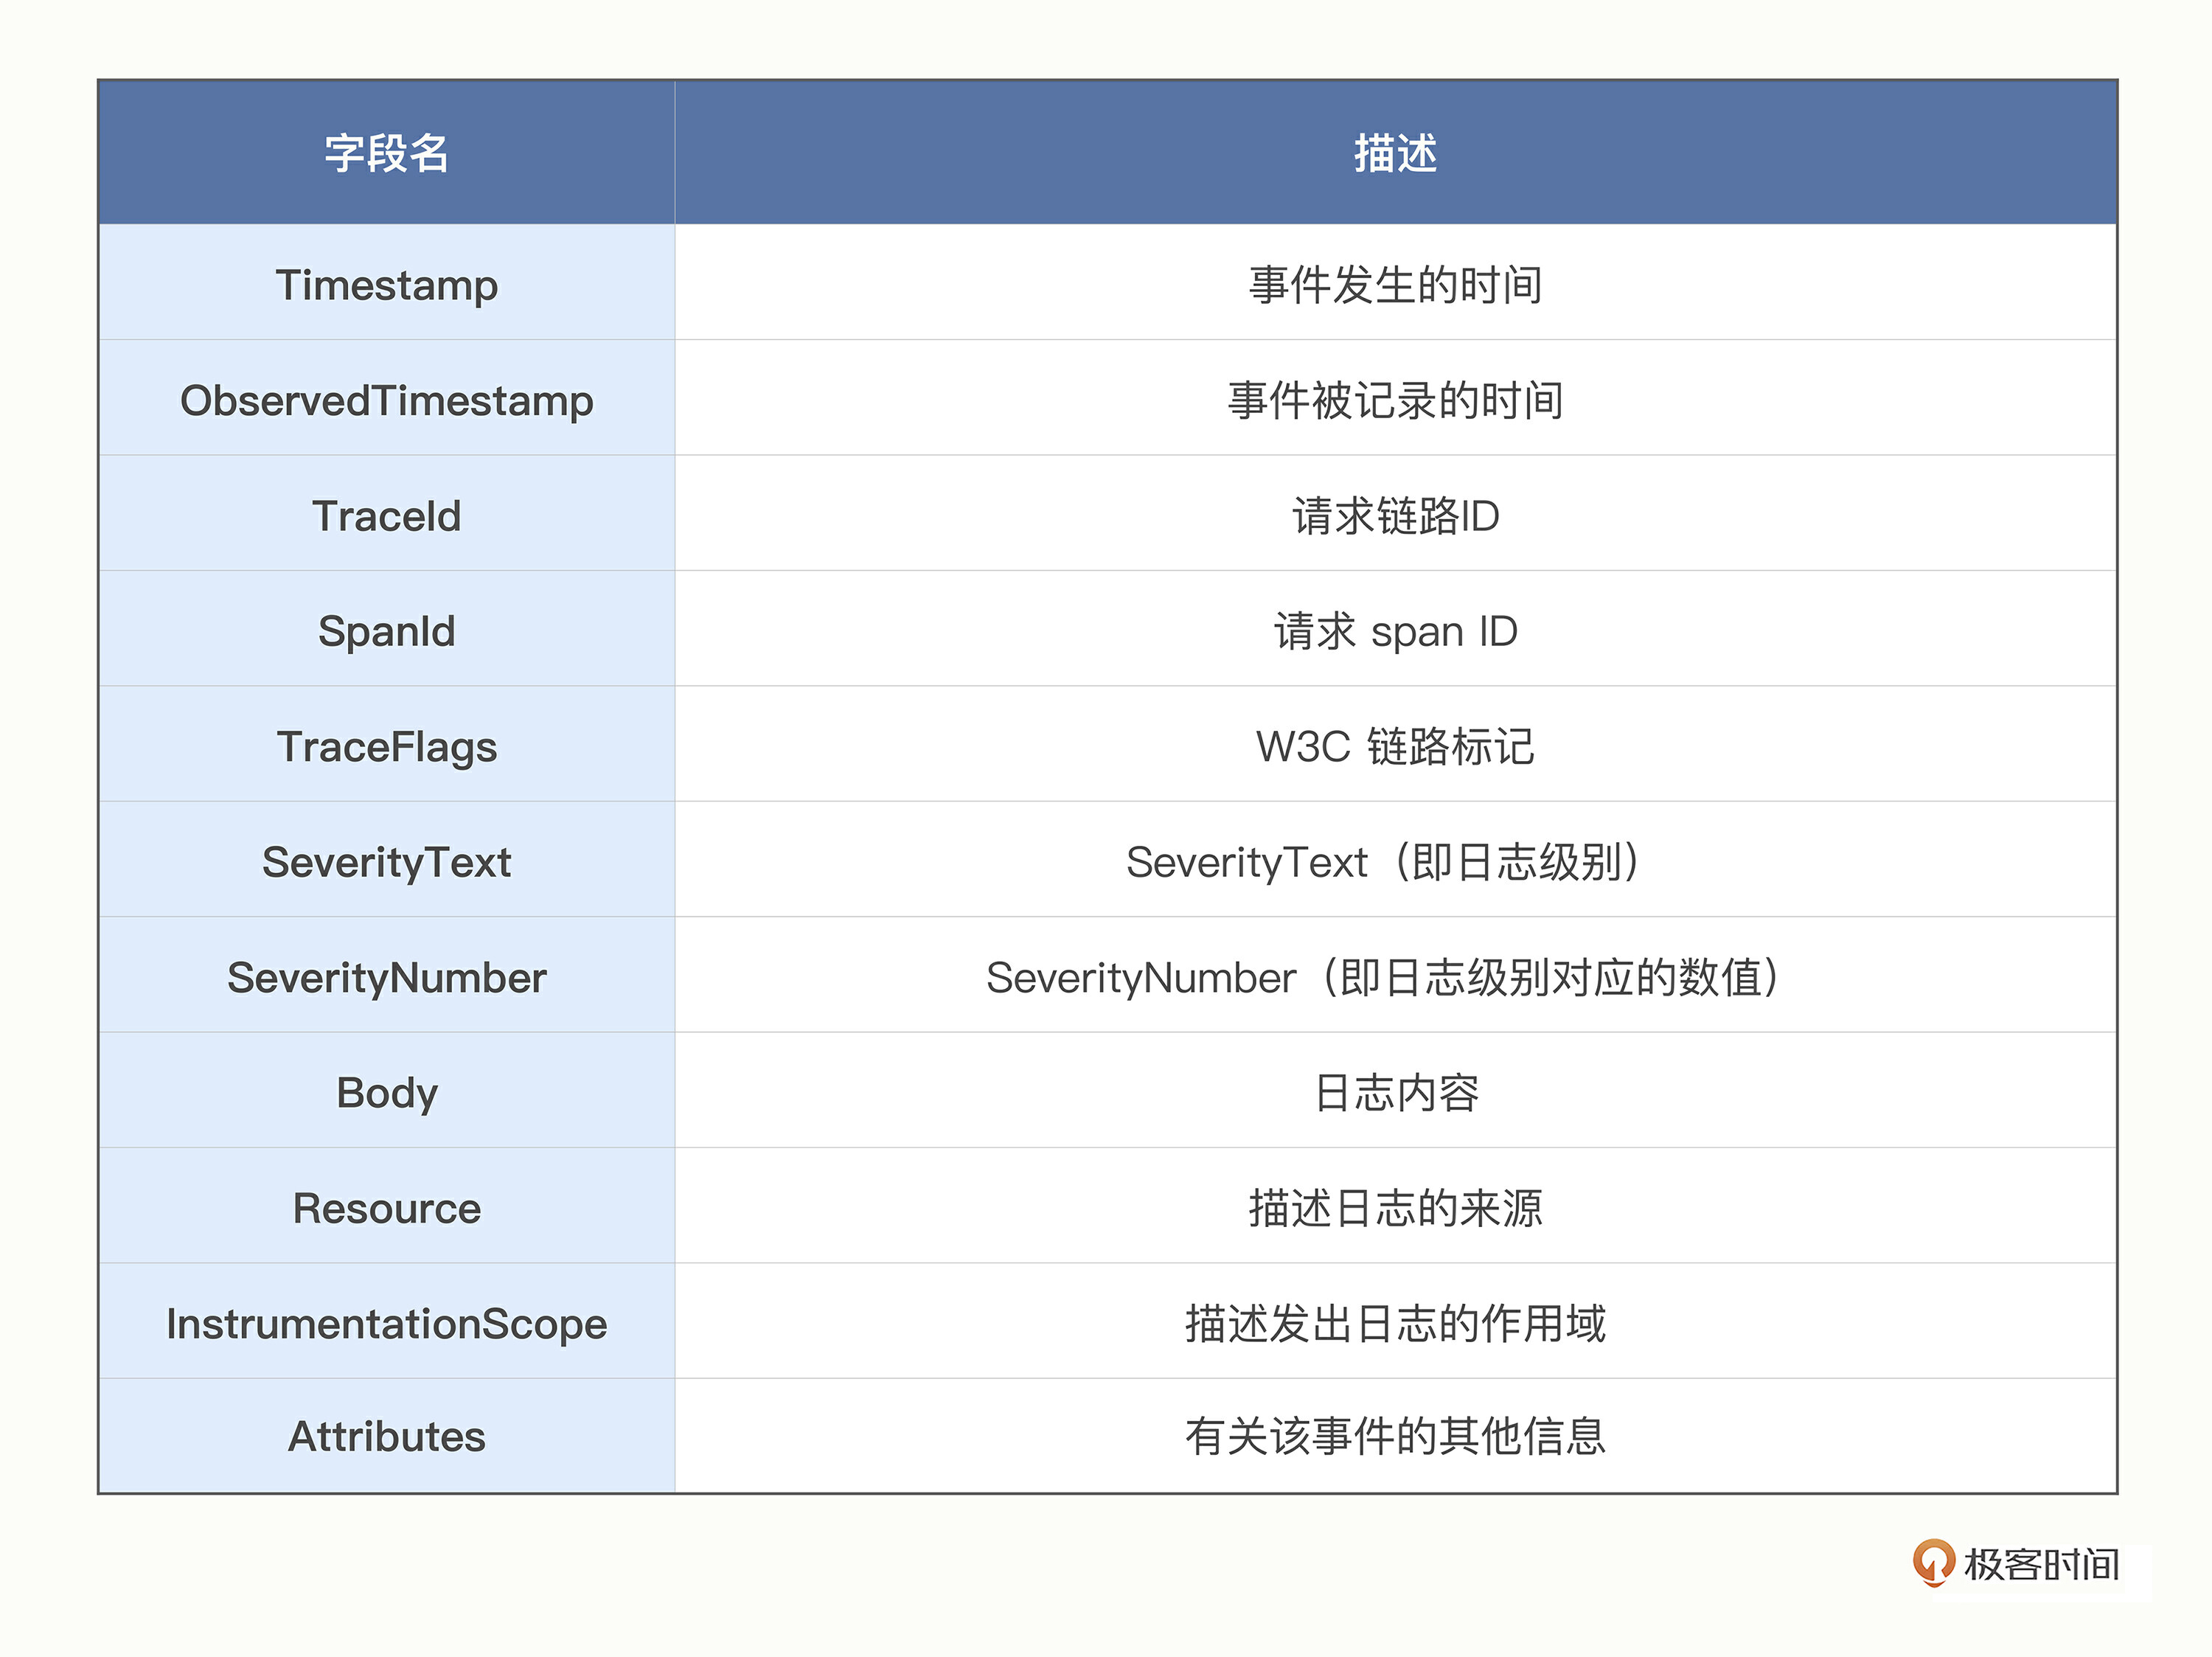 字段名 描述
Timestamp 事件发生的时间
ObservedTimestamp 事件被记录的时间
TraceId 请求链路ID
SpanId 请求 span ID
TraceFlags W3C 链路标记
SeverityText SeverityText（即日志级别）
SeverityNumber SeverityNumber（即日志级别对应的数值）
Body 日志内容
Resource 描述日志的来源
InstrumentationScope 描述发出日志的作用域
Attributes 有关该事件的其他信息
极客时间